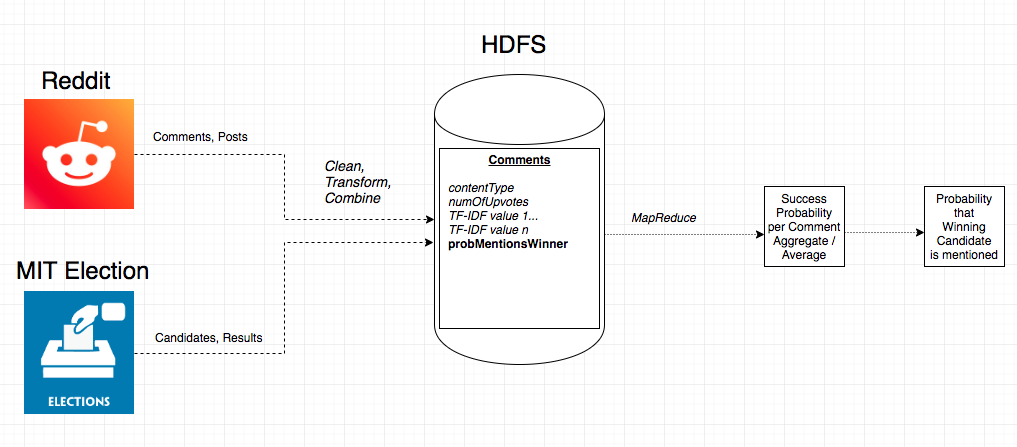 HDFS
Reddit
Comments, Posts
Clean,
Transform,
Combine
MIT Election
ELECTIONS
Candidates, Results
Comments
contentType
numOfUpvotes
TF-IDF value 1...
TF-IDF value n
probMentionsWinner
MapReduce
Success
Probability
per Comment
Aggregate /
Average
Probability
that
Winning
Candidate
is mentioned